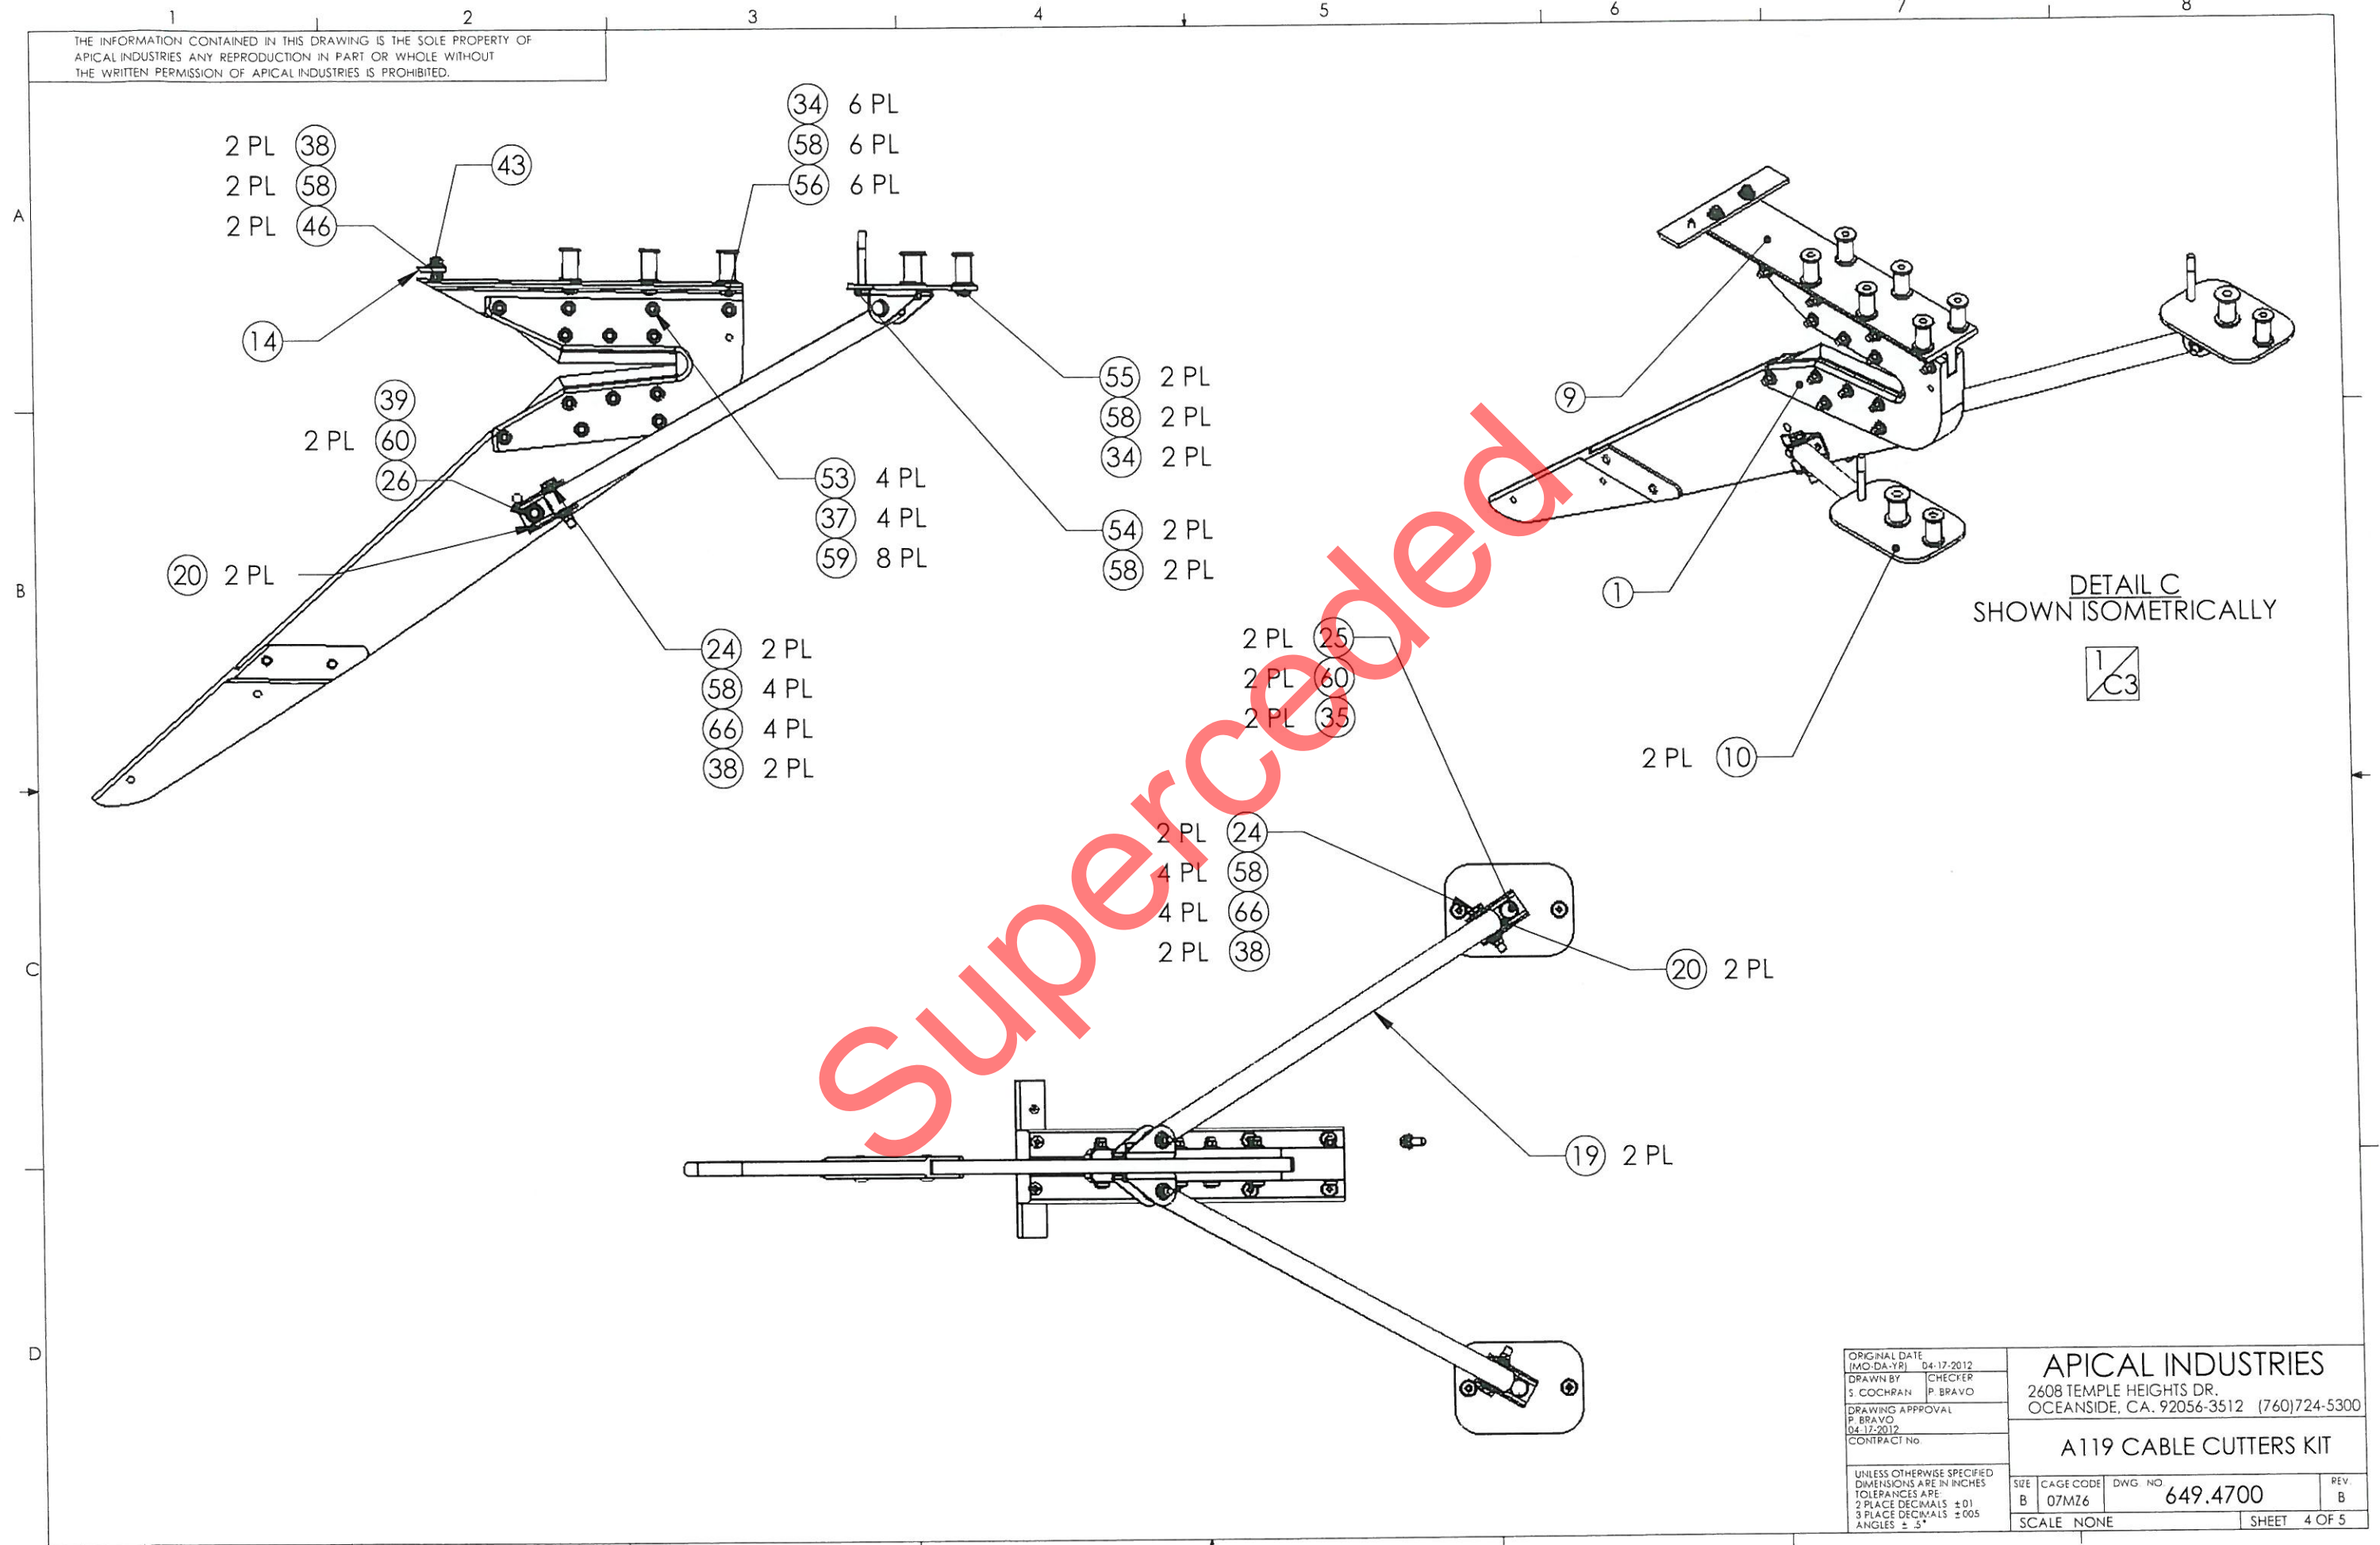 1 2 3 4 5 6 7 8
THE INFORMATION CONTAINED IN THIS DRAWING IS THE SOLE PROPERTY OF
APICAL INDUSTRIES ANY REPRODUCTION IN PART OR WHOLE WITHOUT
THE WRITTEN PERMISSION OF APICAL INDUSTRIES IS PROHIBITED.
A
B
C
D
2 PL 38
2 PL 58
2 PL 46
43
14
34 6 PL
58 6 PL
56 6 PL
39
2 PL 60
26
20 2 PL
53 4 PL
37 4 PL
59 8 PL
55 2 PL
58 2 PL
34 2 PL
54 2 PL
58 2 PL
24 2 PL
58 4 PL
66 4 PL
38 2 PL
9
1
2 PL 10
DETAIL C
SHOWN ISOMETRICALLY
1/C3
2 PL 25
2 PL 60
2 PL 35
2 PL 24
4 PL 58
4 PL 66
2 PL 38
20 2 PL
19 2 PL
Superceded
ORIGINAL DATE
(MO-DA-YR) 04-17-2012
DRAWN BY
S. COCHRAN
CHECKER
P. BRAVO
DRAWING APPROVAL
P. BRAVO
04-17-2012
CONTRACT No.
UNLESS OTHERWISE SPECIFIED
DIMENSIONS ARE IN INCHES
TOLERANCES ARE:
2 PLACE DECIMALS ±.01
3 PLACE DECIMALS ±.005
ANGLES ± .5°
APICAL INDUSTRIES
2608 TEMPLE HEIGHTS DR.
OCEANSIDE, CA. 92056-3512 (760)724-5300
A119 CABLE CUTTERS KIT
SIZE
B
CAGE CODE
07MZ6
DWG. NO.
649.4700
REV.
B
SCALE NONE
SHEET 4 OF 5